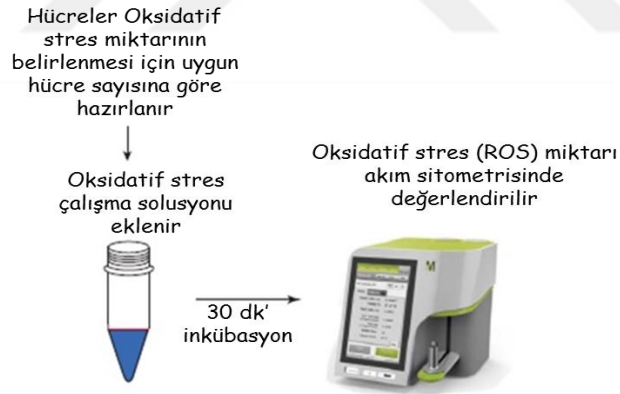 Hücreler Oksidatif
stres miktarının
belirlenmesi için uygun
hücre sayısına göre
hazırlanır
Oksidatif stres
çalışma solusyonu
eklenir
30 dk'
inkübasyon
Oksidatif stres (ROS) miktarı
akım sitometrisinde
değerlendirilir
M